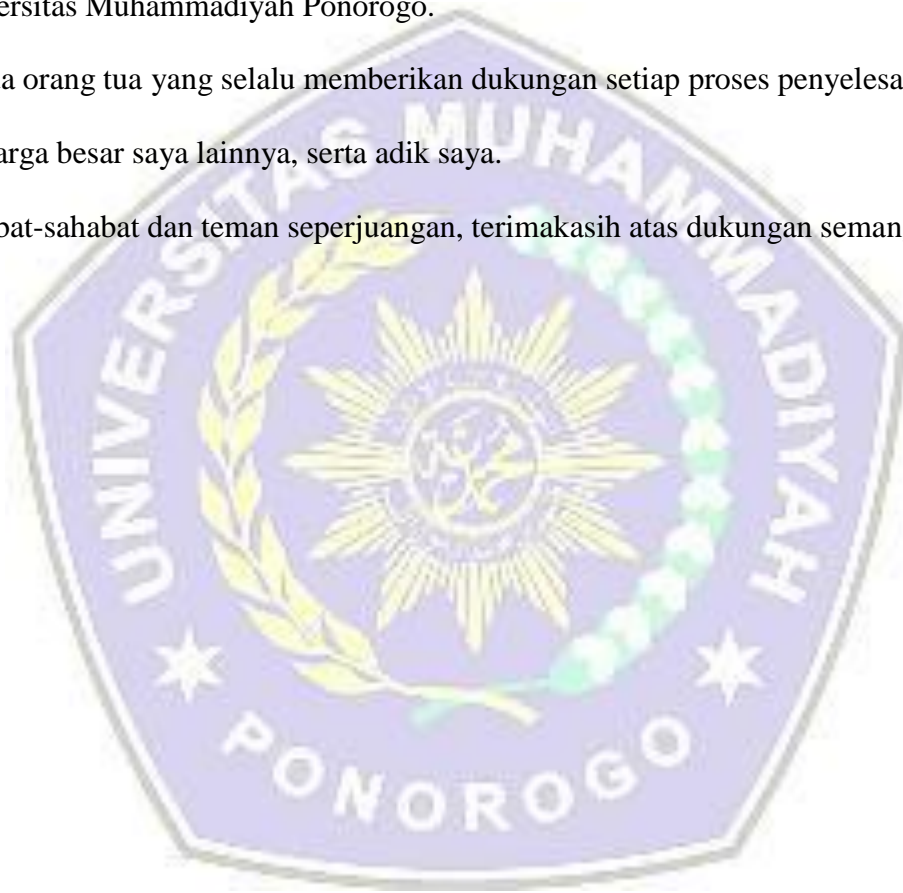 ersitas Muhammadiyah Ponorogo.
a orang tua yang selalu memberikan dukungan setiap proses penyelesa
arga besar saya lainnya, serta adik saya.
bat-sahabat dan teman seperjuangan, terimakasih atas dukungan seman
UNIVERSITAS MUHAMMADIYAH
PONOROGO